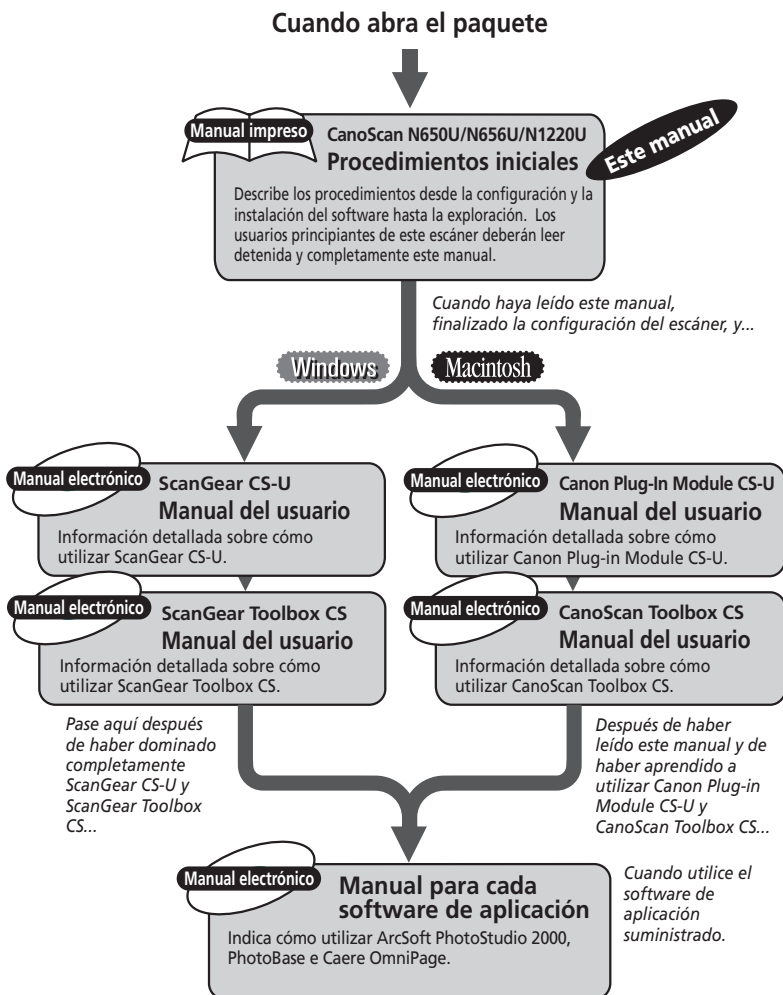 Cuando abra el paquete
Manual impreso
CanoScan N650U/N656U/N1220U
Procedimientos iniciales
Este manual
Describe los procedimientos desde la configuración y la
instalación del software hasta la exploración. Los
usuarios principiantes de este escáner deberán leer
detenida y completamente este manual.
Cuando haya leído este manual,
finalizado la configuración del escáner, y...
Windows
Macintosh
Manual electrónico
ScanGear CS-U
Manual del usuario
Información detallada sobre cómo
utilizar ScanGear CS-U.
Manual electrónico
ScanGear Toolbox CS
Manual del usuario
Información detallada sobre cómo
utilizar ScanGear Toolbox CS.
Pase aquí después
de haber dominado
completamente
ScanGear CS-U y
ScanGear Toolbox
CS...
Manual electrónico
Canon Plug-In Module CS-U
Manual del usuario
Información detallada sobre cómo
utilizar Canon Plug-in Module CS-U.
Manual electrónico
CanoScan Toolbox CS
Manual del usuario
Información detallada sobre cómo
utilizar CanoScan Toolbox CS.
Después de haber
leído este manual y de
haber aprendido a
utilizar Canon Plug-in
Module CS-U y
CanoScan Toolbox CS...
Manual electrónico
Manual para cada
software de aplicación
Indica cómo utilizar ArcSoft PhotoStudio 2000,
PhotoBase e Caere OmniPage.
Cuando utilice el
software de
aplicación
suministrado.